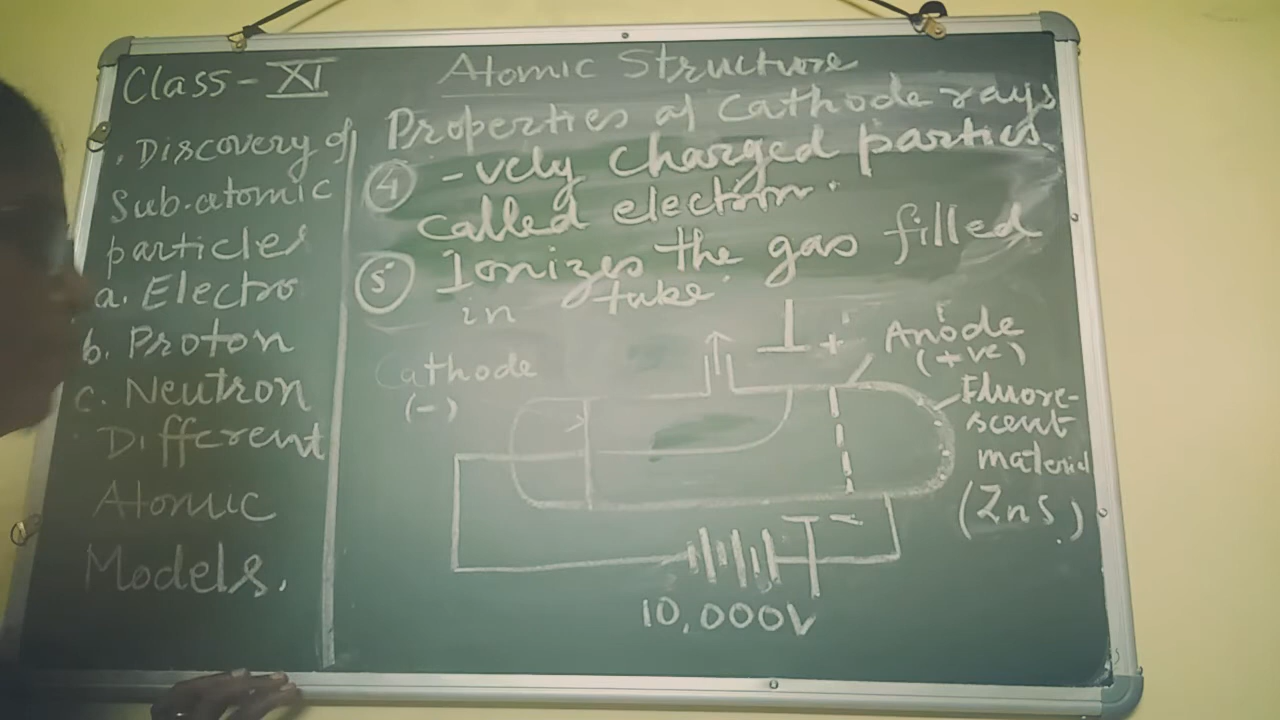 Class - XI
Atomic Structure
. Discovery of
Sub-atomic
particles
a. Electro
b. Proton
c. Neutron
Different
Atomic
Models.
Properties of Cathode rays
④ -vely charged partics.
called electron.
⑤ Ionizes the gas filled
in tube.
Cathode
(-)
+
Anode
(+ve)
Fluore-
scent
material
(ZnS)
10,000V